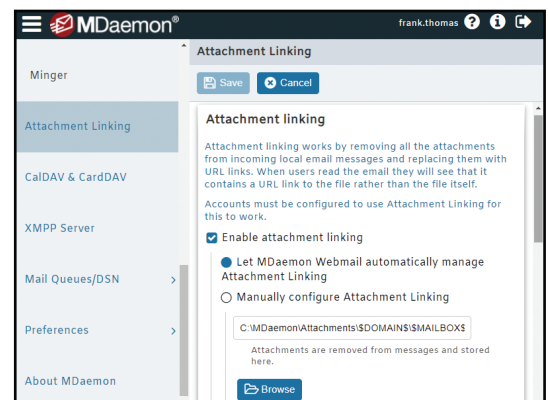 MDaemon®
frank.thomas
Minger
Attachment Linking
CalDAV & CardDAV
XMPP Server
Mail Queues/DSN
Preferences
About MDaemon
Attachment Linking
Save
Cancel
Attachment linking
Attachment linking works by removing all the attachments
from incoming local email messages and replacing them with
URL links. When users read the email they will see that it
contains a URL link to the file rather than the file itself.
Accounts must be configured to use Attachment Linking for
this to work.
Enable attachment linking
Let MDaemon Webmail automatically manage
Attachment Linking
Manually configure Attachment Linking
C:\MDaemon\Attachments\$DOMAIN$\$MAILBOX$
Attachments are removed from messages and stored
here.
Browse